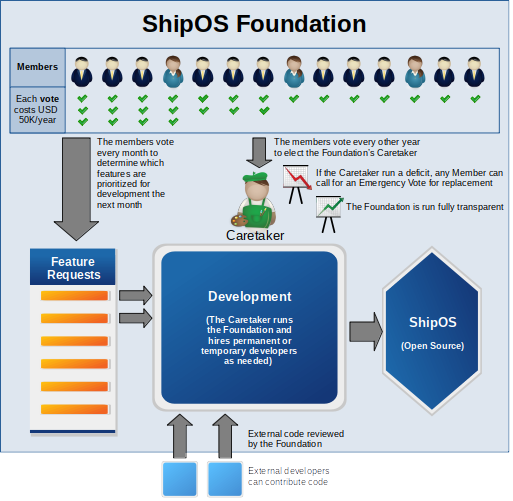 ShipOS Foundation
Members
Each vote
costs USD
50K/year
The members vote
every month to
determine which
features are
prioritized for
development the
next month
The members vote every other year
to elect the Foundation's Caretaker
If the Caretaker run a deficit, any Member can
call for an Emergency Vote for replacement
The Foundation is run fully transparent
Caretaker
Feature
Requests
Development
(The Caretaker runs
the Foundation and
hires permanent or
temporary developers
as needed)
ShipOS
(Open Source)
External code reviewed
by the Foundation
External developers
can contribute code